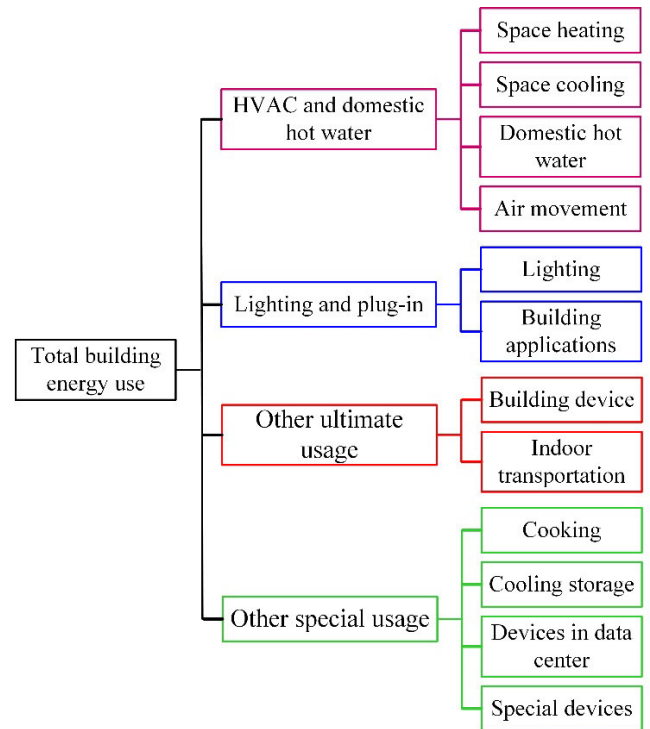 Total building
energy use
HVAC and domestic
hot water
Space heating
Space cooling
Domestic hot
water
Air movement
Lighting and plug-in
Lighting
Building
applications
Other ultimate
usage
Building device
Indoor
transportation
Other special usage
Cooking
Cooling storage
Devices in data
center
Special devices